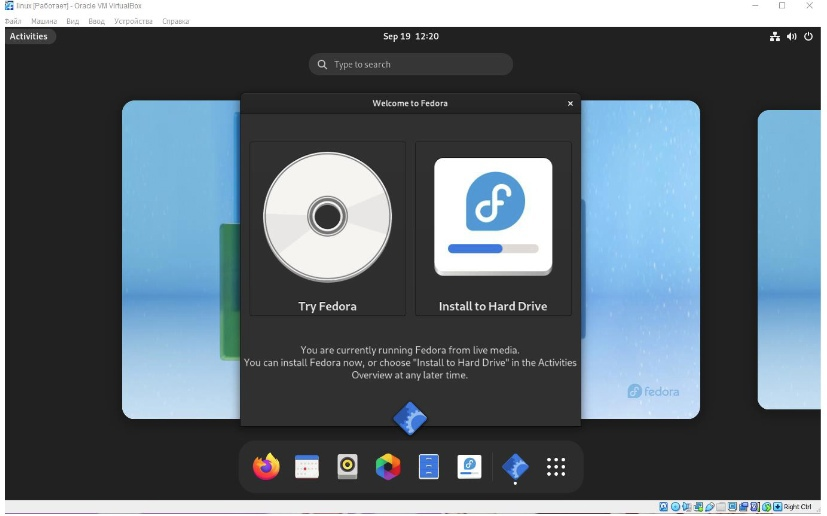 linux [Работает] - Oracle VM VirtualBox
Файл Машина Вид Ввод Устройства Справка
Activities
Sep 19 12:20
Type to search
Welcome to Fedora
Try Fedora
Install to Hard Drive
You are currently running Fedora from live media.
You can install Fedora now, or choose "Install to Hard Drive" in the Activities
Overview at any later time.
fedora
Right Ctrl